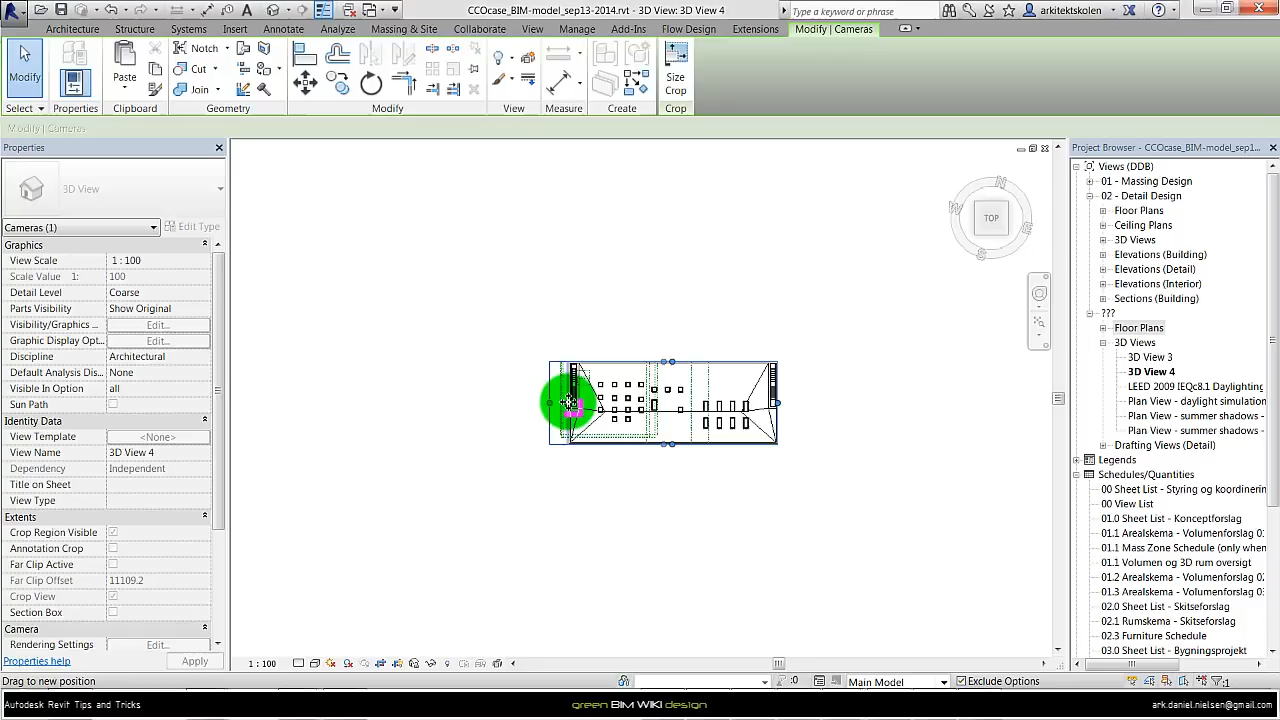 CCOcase_BIM-model_sep13-2014.rvt - 3D View: 3D View 4
Type a keyword or phrase
arkitektskolen
Architecture
Structure
Systems
Insert
Annotate
Analyze
Massing & Site
Collaborate
View
Manage
Add-Ins
Flow Design
Extensions
Modify | Cameras
Modify
Paste
Notch
Cut
Join
Size
Crop
Select
Properties
Clipboard
Geometry
Modify
View
Measure
Create
Crop
Modify | Cameras
Properties
3D View
Cameras (1)
Edit Type
Graphics
View Scale 1 : 100
Scale Value 1: 100
Detail Level Coarse
Parts Visibility Show Original
Visibility/Graphics ... Edit...
Graphic Display Opt... Edit...
Discipline Architectural
Default Analysis Dis... None
Visible In Option all
Sun Path
Identity Data
View Template <None>
View Name 3D View 4
Dependency Independent
Title on Sheet
View Type
Extents
Crop Region Visible
Annotation Crop
Far Clip Active
Far Clip Offset 11109.2
Crop View
Section Box
Camera
Rendering Settings Edit...
Properties help
Apply
N
W
TOP
E
S
Project Browser - CCOcase_BIM-model_sep1...
Views (DDB)
01 - Massing Design
02 - Detail Design
Floor Plans
Ceiling Plans
3D Views
Elevations (Building)
Elevations (Detail)
Elevations (Interior)
Sections (Building)
???
Floor Plans
3D Views
3D View 3
3D View 4
LEED 2009 IEQc8.1 Daylighting
Plan View - daylight simulation
Plan View - summer shadows -
Plan View - summer shadows -
Drafting Views (Detail)
Legends
Schedules/Quantities
00 Sheet List - Styring og koordinerin
00 View List
01.0 Sheet List - Konceptforslag
01.1 Arealskema - Volumenforslag 0
01.1 Mass Zone Schedule (only when
01.1 Volumen og 3D rum oversigt
01.2 Arealskema - Volumenforslag 02
01.3 Arealskema - Volumenforslag 03
02.0 Sheet List - Skitseforslag
02.1 Rumskema - Skitseforslag
02.3 Furniture Schedule
03.0 Sheet List - Bygningsprojekt
1 : 100
Drag to new position
:0
Main Model
Exclude Options
:1
Autodesk Revit Tips and Tricks
green BIM WIKI design
ark.daniel.nielsen@gmail.com